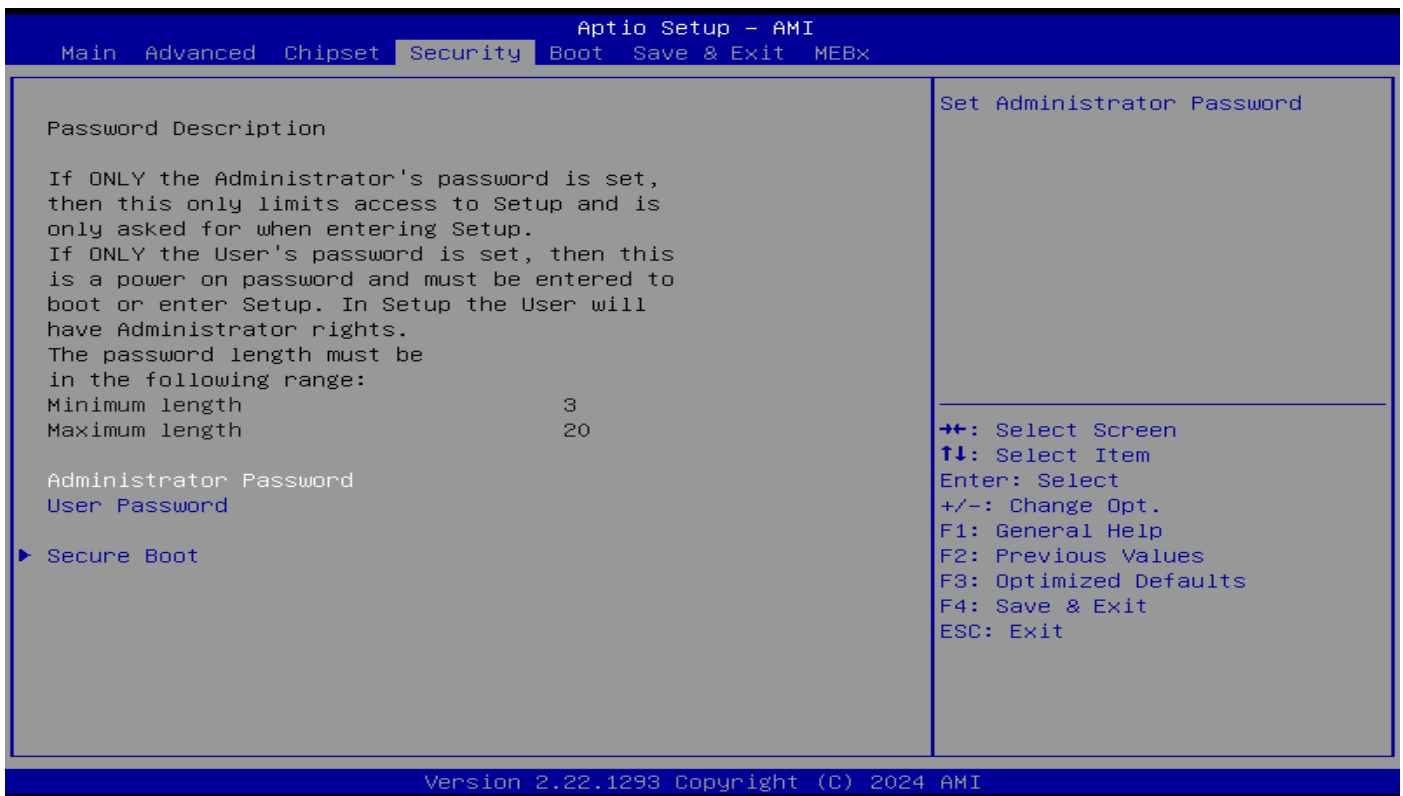 Aptio Setup – AMI
Main Advanced Chipset Security Boot Save & Exit MEBx
Password Description
If ONLY the Administrator's password is set,
then this only limits access to Setup and is
only asked for when entering Setup.
If ONLY the User's password is set, then this
is a power on password and must be entered to
boot or enter Setup. In Setup the User will
have Administrator rights.
The password length must be
in the following range:
Minimum length 3
Maximum length 20
Administrator Password
User Password
▶ Secure Boot
Set Administrator Password
→←: Select Screen
↑↓: Select Item
Enter: Select
+/-: Change Opt.
F1: General Help
F2: Previous Values
F3: Optimized Defaults
F4: Save & Exit
ESC: Exit
Version 2.22.1293 Copyright (C) 2024 AMI